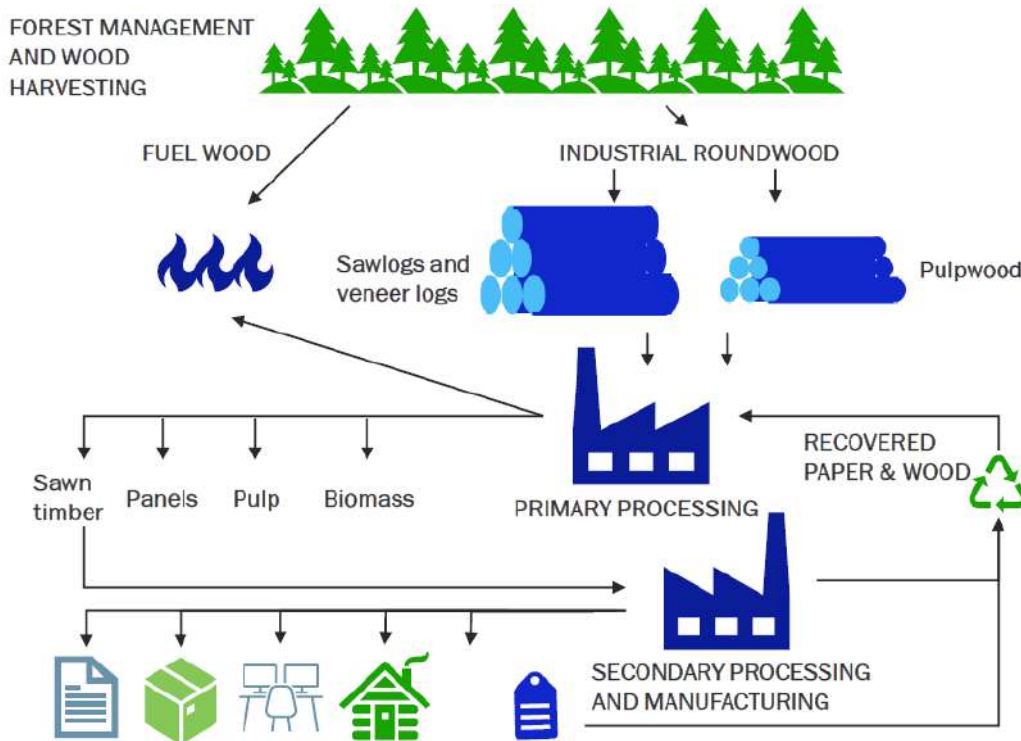 FOREST MANAGEMENT
AND WOOD
HARVESTING
FUEL WOOD
INDUSTRIAL ROUNDWOOD
Sawlogs and
veneer logs
Pulpwood
RECOVERED
PAPER & WOOD
Sawn
timber
Panels
Pulp
Biomass
PRIMARY PROCESSING
SECONDARY PROCESSING
AND MANUFACTURING